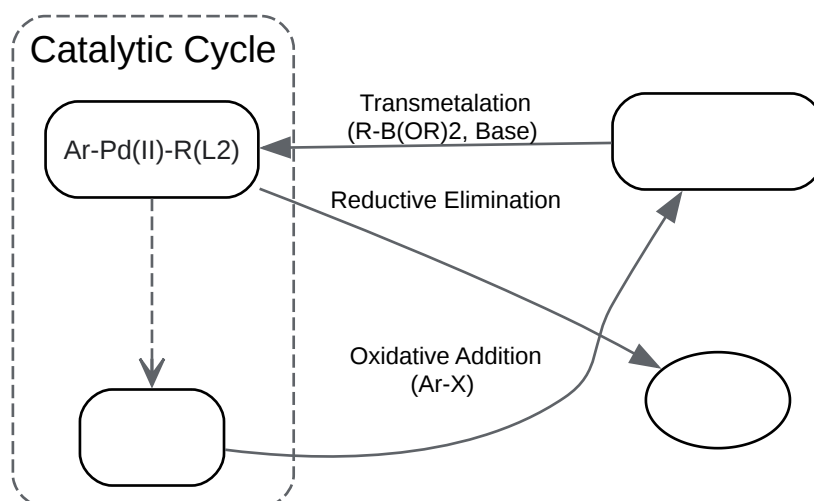 Catalytic Cycle
Transmetalation
(R-B(OR)2, Base)
Ar-Pd(II)-R(L2)
Reductive Elimination
Oxidative Addition
(Ar-X)